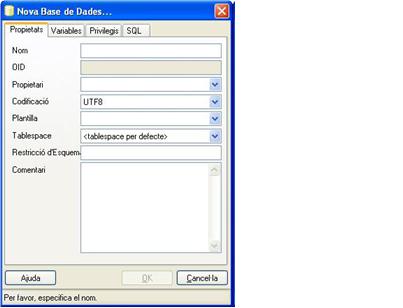 Nova Base de Dades...
Propietats Variables Privilegis SQL
Nom
OID
Propietari
Codificació UTF8
Plantilla
Tablespace <tablespace per defecte>
Restricció d'Esquema
Comentari
Ajuda OK Cancel·la
Per favor, especifica el nom.